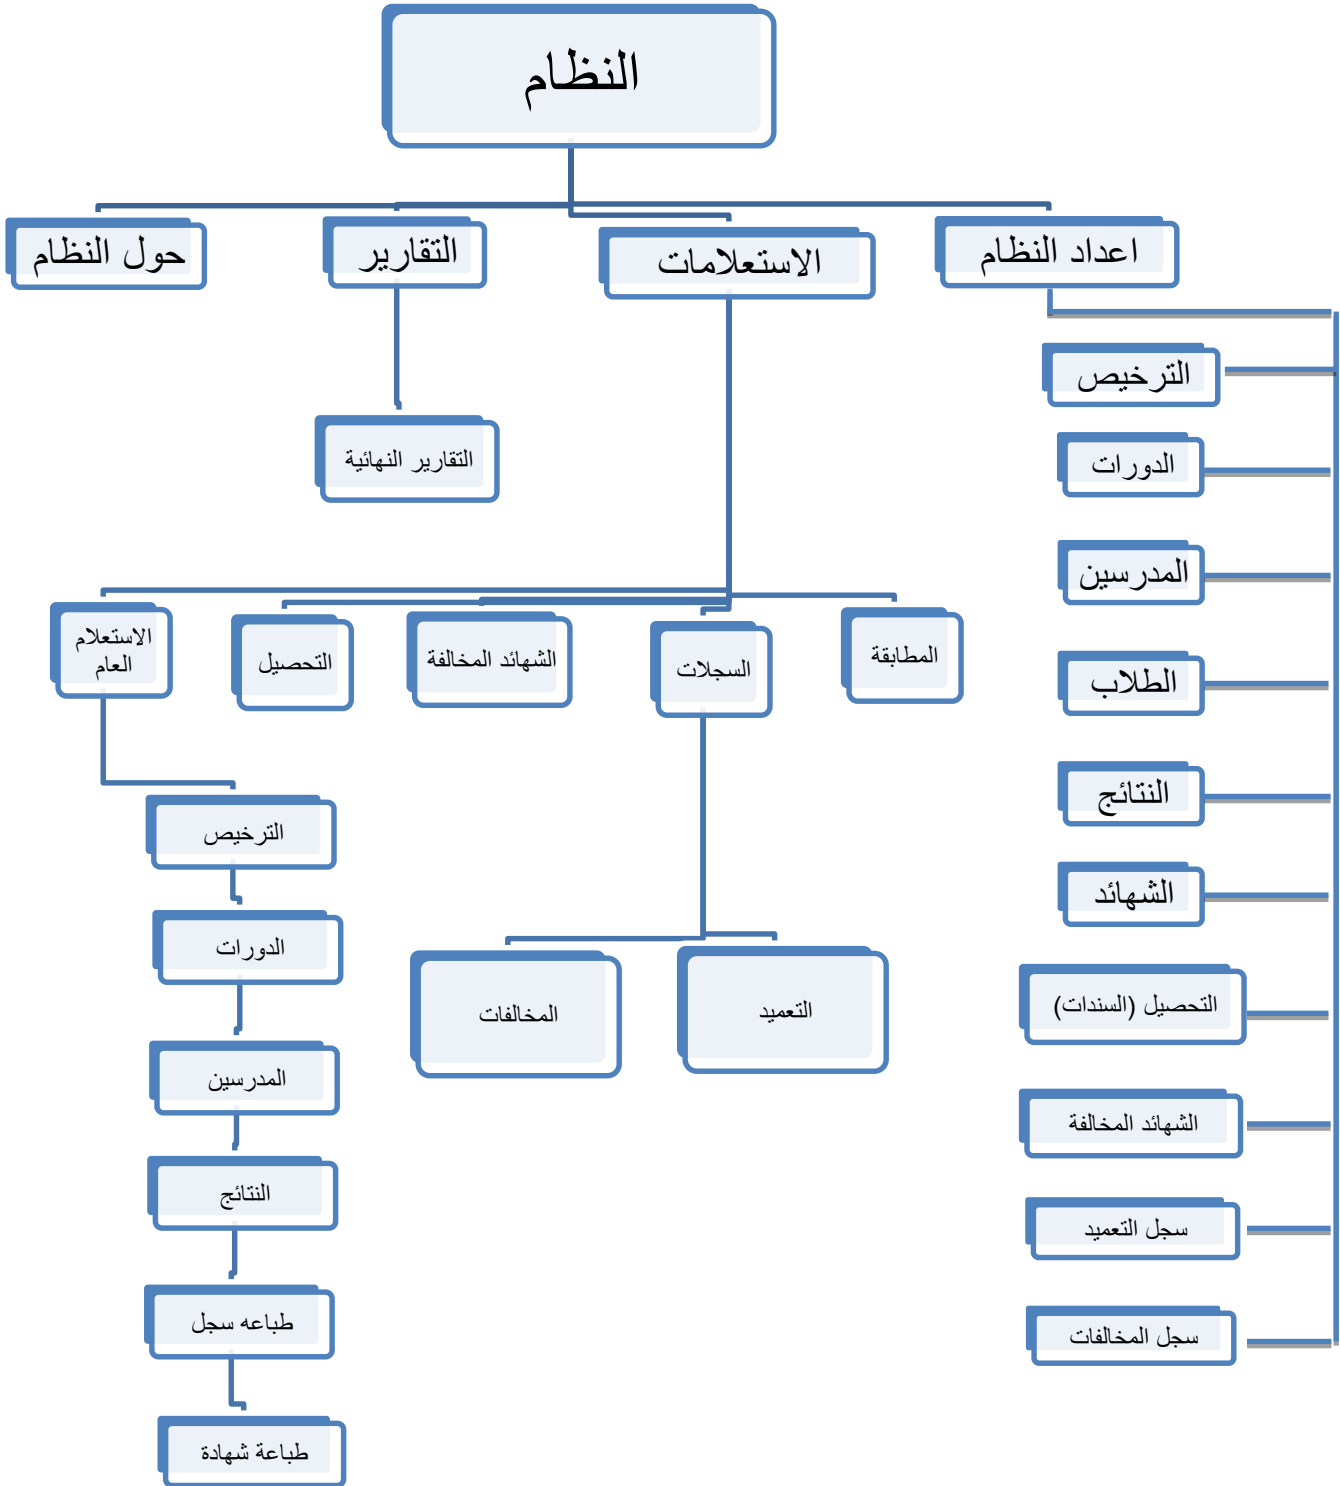 النظام
اعداد النظام
الاستعلامات
التقارير
حول النظام
الترخيص
الدورات
المدرسين
الطلاب
النتائج
الشهائد
التحصيل (السندات)
الشهائد المخالفة
سجل التعميد
سجل المخالفات
المطابقة
السجلات
الشهائد المخالفة
التحصيل
الاستعلام
العام
التعميد
المخالفات
الترخيص
الدورات
المدرسين
النتائج
طباعه سجل
طباعة شهادة
التقارير النهائية